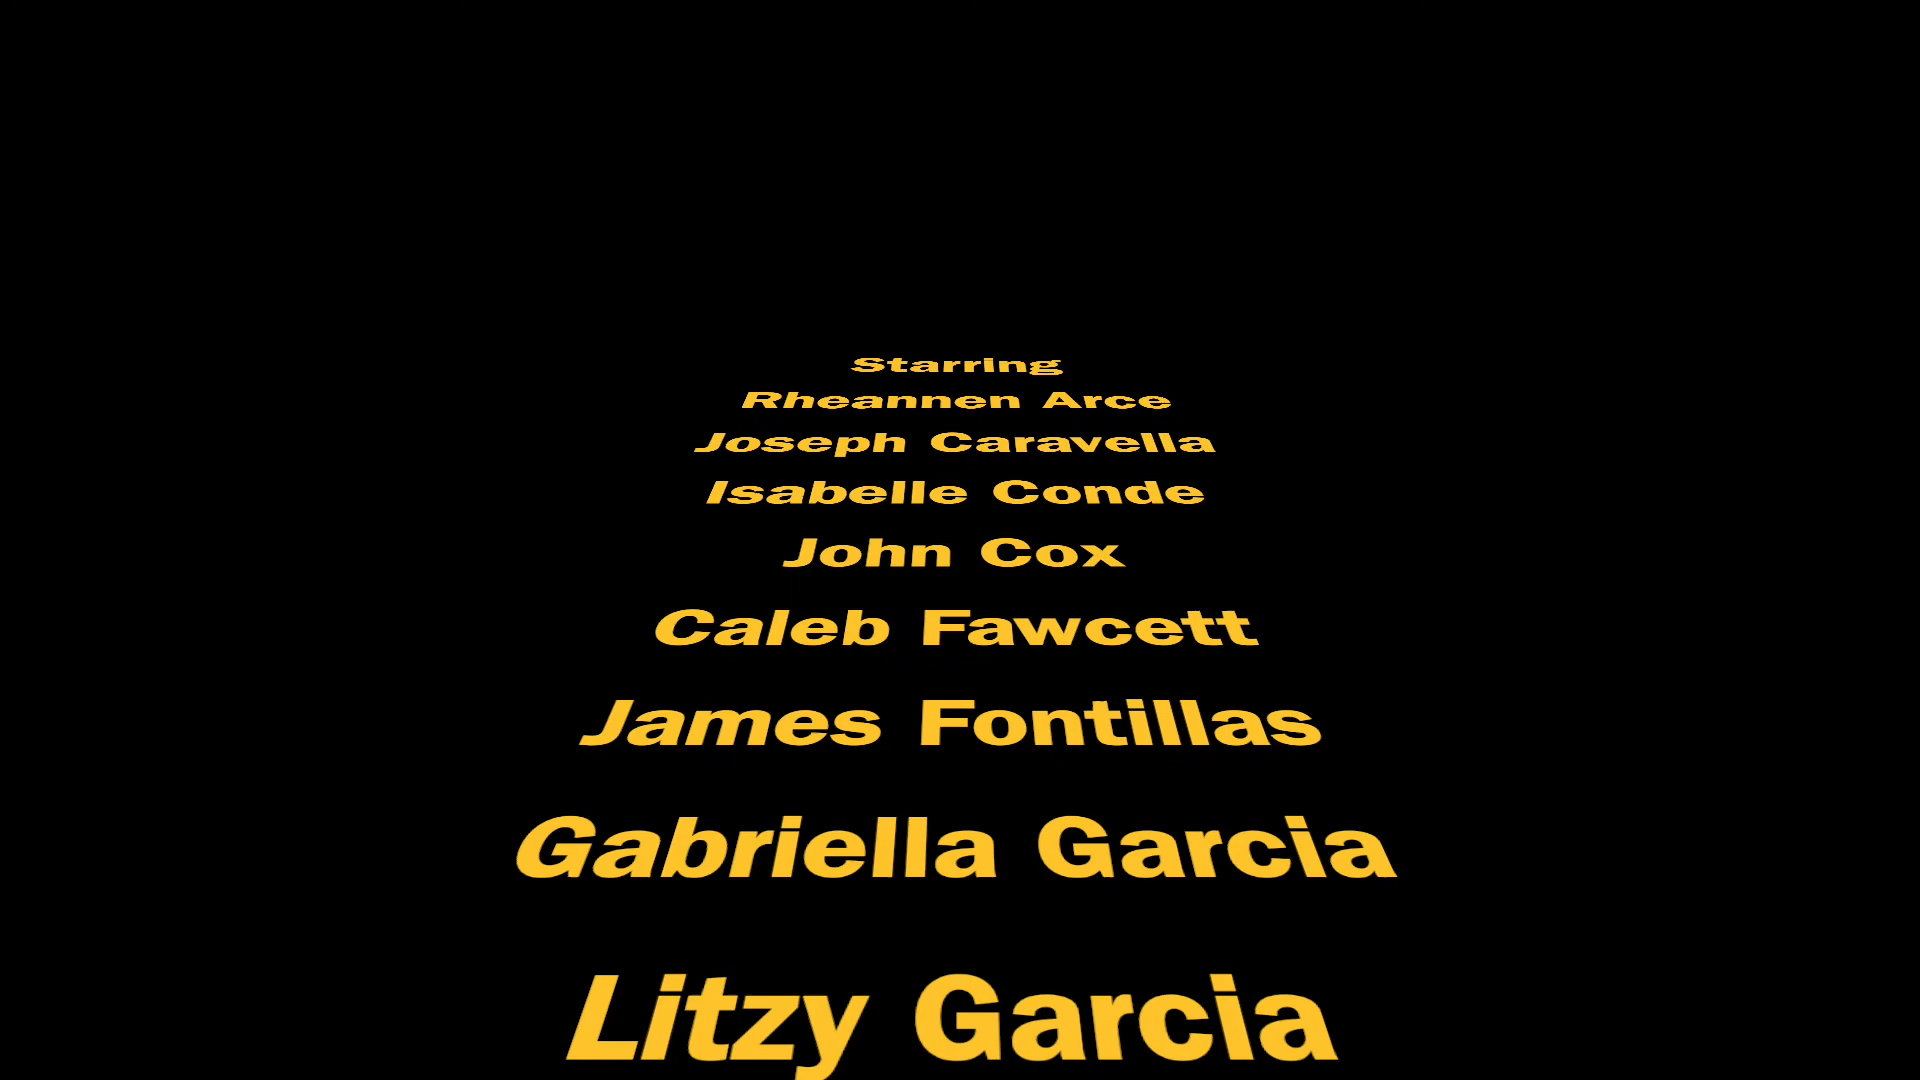 Starring
Rheannen Arce
Joseph Caravella
Isabelle Conde
John Cox
Caleb Fawcett
James Fontillas
Gabriella Garcia
Litzy Garcia